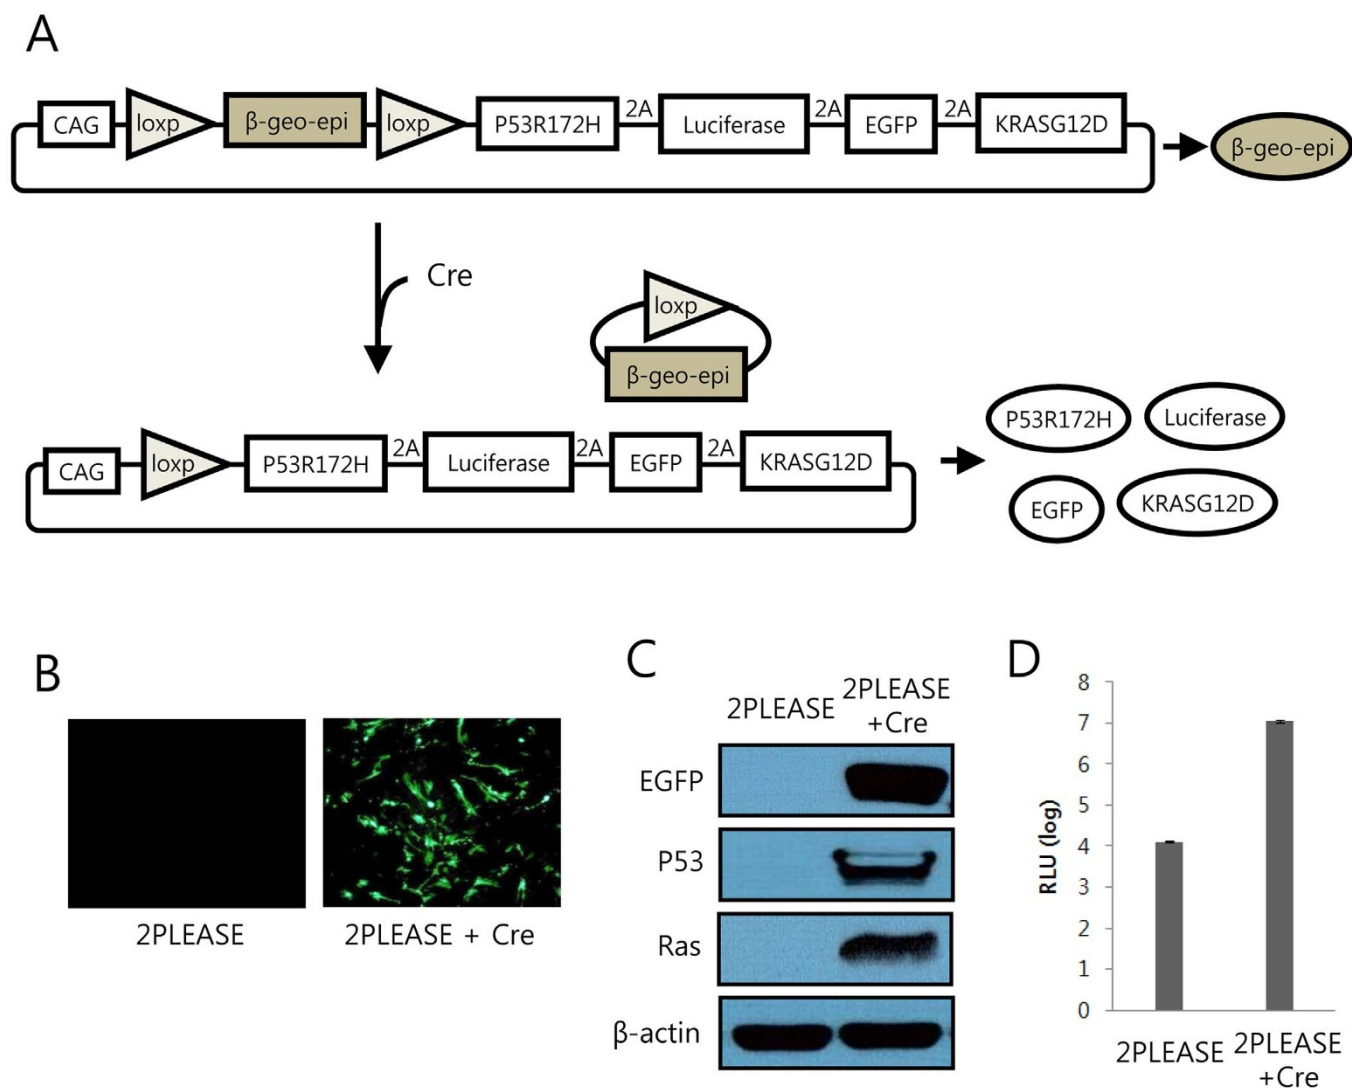 A
CAG
loxp
β-geo-epi
loxp
P53R172H
2A
Luciferase
2A
EGFP
2A
KRASG12D
β-geo-epi
Cre
loxp
β-geo-epi
CAG
loxp
P53R172H
2A
Luciferase
2A
EGFP
2A
KRASG12D
P53R172H
Luciferase
EGFP
KRASG12D
B
2PLEASE
2PLEASE + Cre
C
2PLEASE
2PLEASE
+Cre
EGFP
P53
Ras
β-actin
D
RLU (log)
8
7
6
5
4
3
2
1
0
2PLEASE
2PLEASE
+Cre